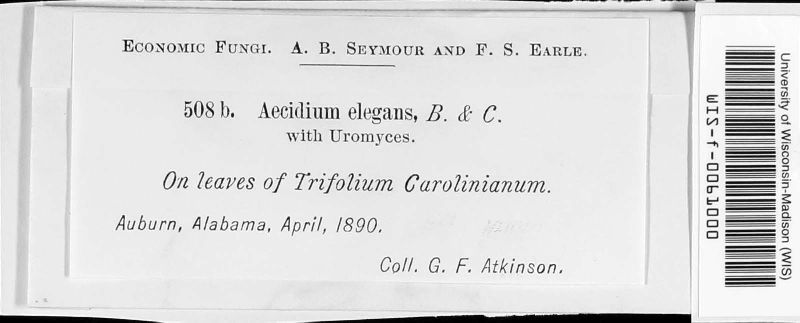 Economic Fungi. A. B. Seymour and F. S. Earle.
508 b. Aecidium elegans, B. & C.
with Uromyces.
On leaves of Trifolium Carolinianum.
Auburn, Alabama, April, 1890.
Coll. G. F. Atkinson.
University of Wisconsin-Madison (WIS)
WIS-f-0061000